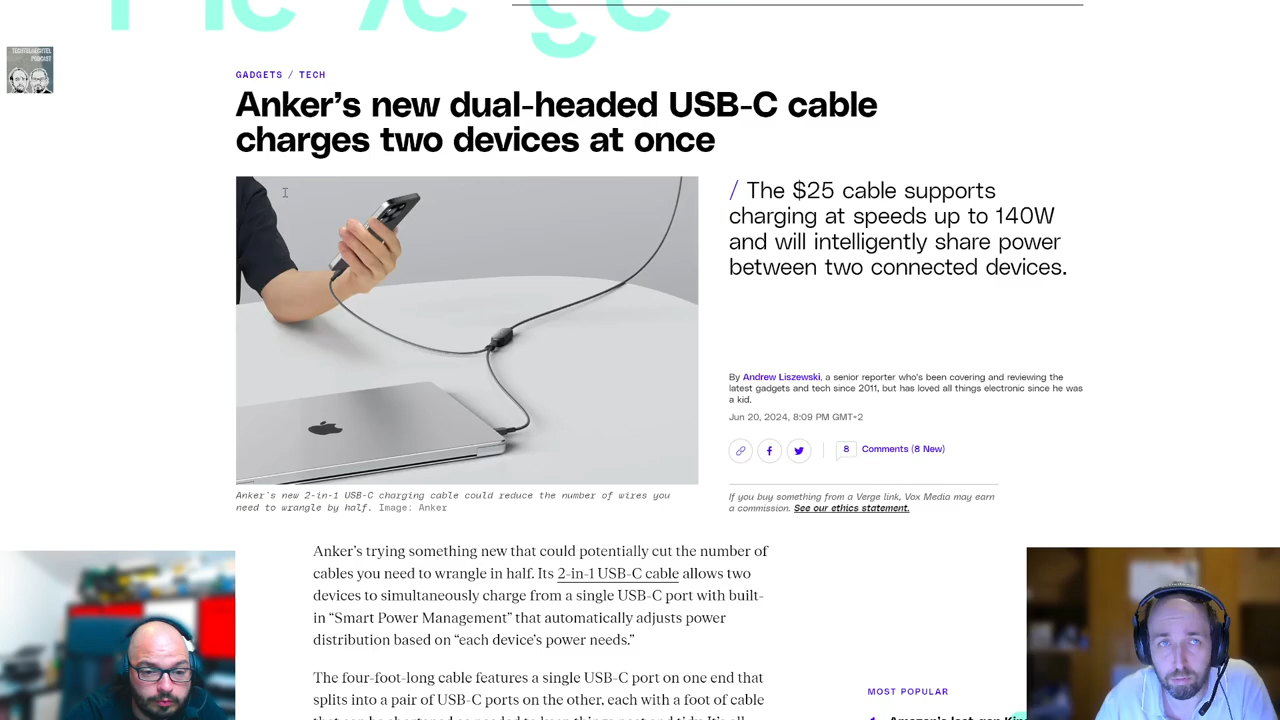 TECHTELMECHTEL
PODCAST
GADGETS / TECH
Anker's new dual-headed USB-C cable
charges two devices at once
/ The $25 cable supports
charging at speeds up to 140W
and will intelligently share power
between two connected devices.
By Andrew Liszewski, a senior reporter who's been covering and reviewing the
latest gadgets and tech since 2011, but has loved all things electronic since he was
a kid.
Jun 20, 2024, 8:09 PM GMT+2
8 Comments (8 New)
Anker's new 2-in-1 USB-C charging cable could reduce the number of wires you
need to wrangle by half. Image: Anker
If you buy something from a Verge link, Vox Media may earn
a commission. See our ethics statement.
Anker's trying something new that could potentially cut the number of
cables you need to wrangle in half. Its 2-in-1 USB-C cable allows two
devices to simultaneously charge from a single USB-C port with built-
in “Smart Power Management” that automatically adjusts power
distribution based on “each device's power needs.”
The four-foot-long cable features a single USB-C port on one end that
splits into a pair of USB-C ports on the other, each with a foot of cable
MOST POPULAR